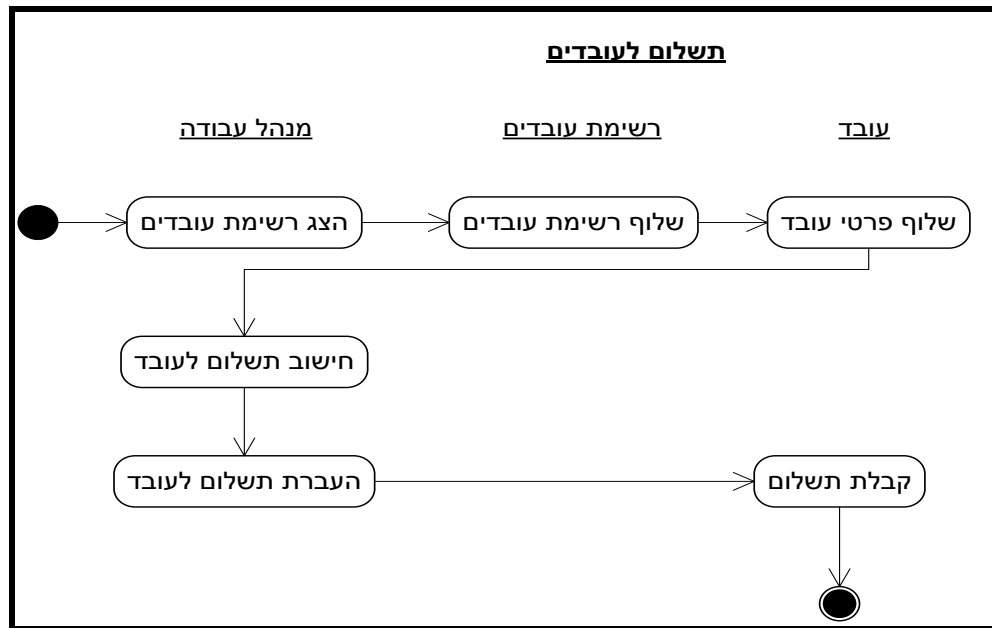 תשלום לעובדים
מנהל עבודה
רשימת עובדים
עובד
הצג רשימת עובדים
שלוף רשימת עובדים
שלוף פרטי עובד
חישוב תשלום לעובד
העברת תשלום לעובד
קבלת תשלום